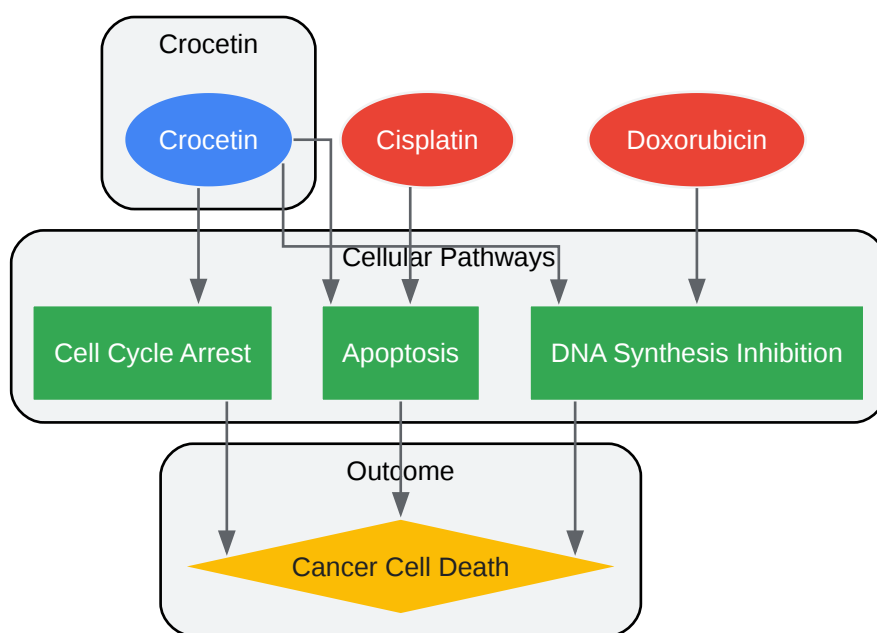 Crocetin
Crocetin
Cisplatin
Doxorubicin
Cellular Pathways
Cell Cycle Arrest
Apoptosis
DNA Synthesis Inhibition
Outcome
Cancer Cell Death